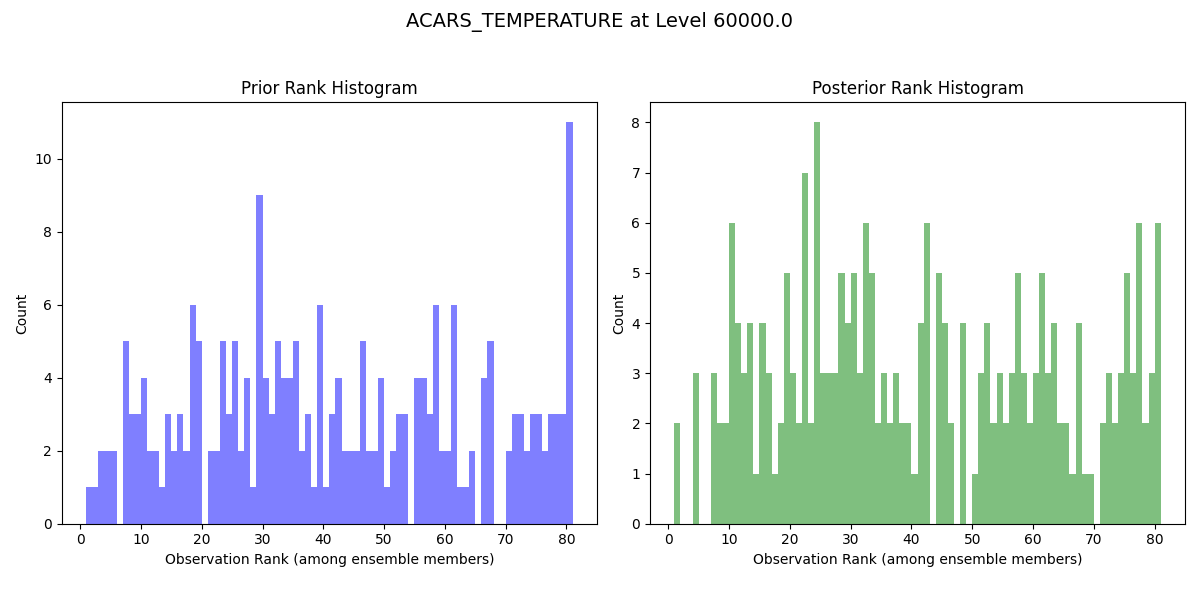 ACARS_TEMPERATURE at Level 60000.0
Prior Rank Histogram
Count
10
8
6
4
2
0
0 10 20 30 40 50 60 70 80
Observation Rank (among ensemble members)
Posterior Rank Histogram
Count
8
7
6
5
4
3
2
1
0
0 10 20 30 40 50 60 70 80
Observation Rank (among ensemble members)